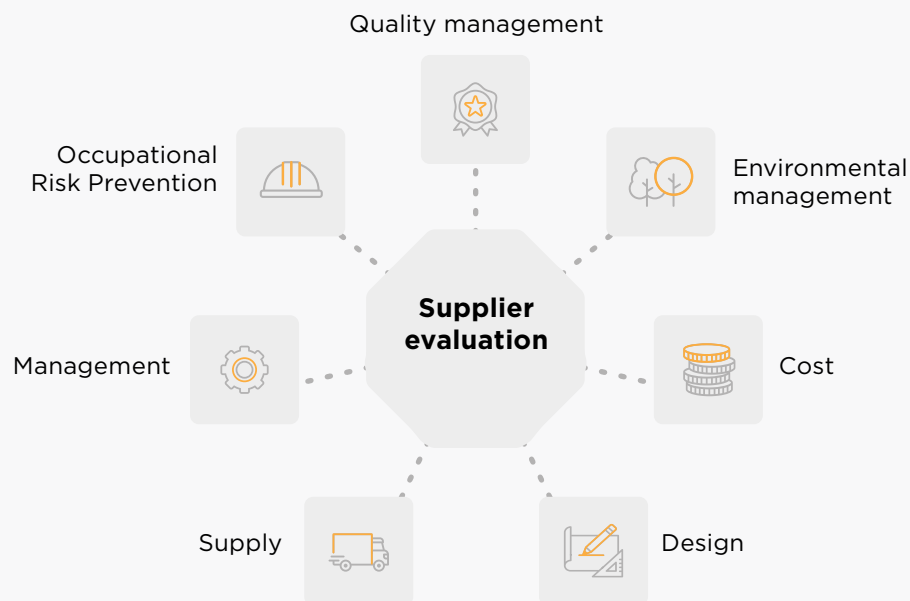 Quality management
Occupational
Risk Prevention
Environmental
management
Supplier
evaluation
Management
Cost
Supply
Design